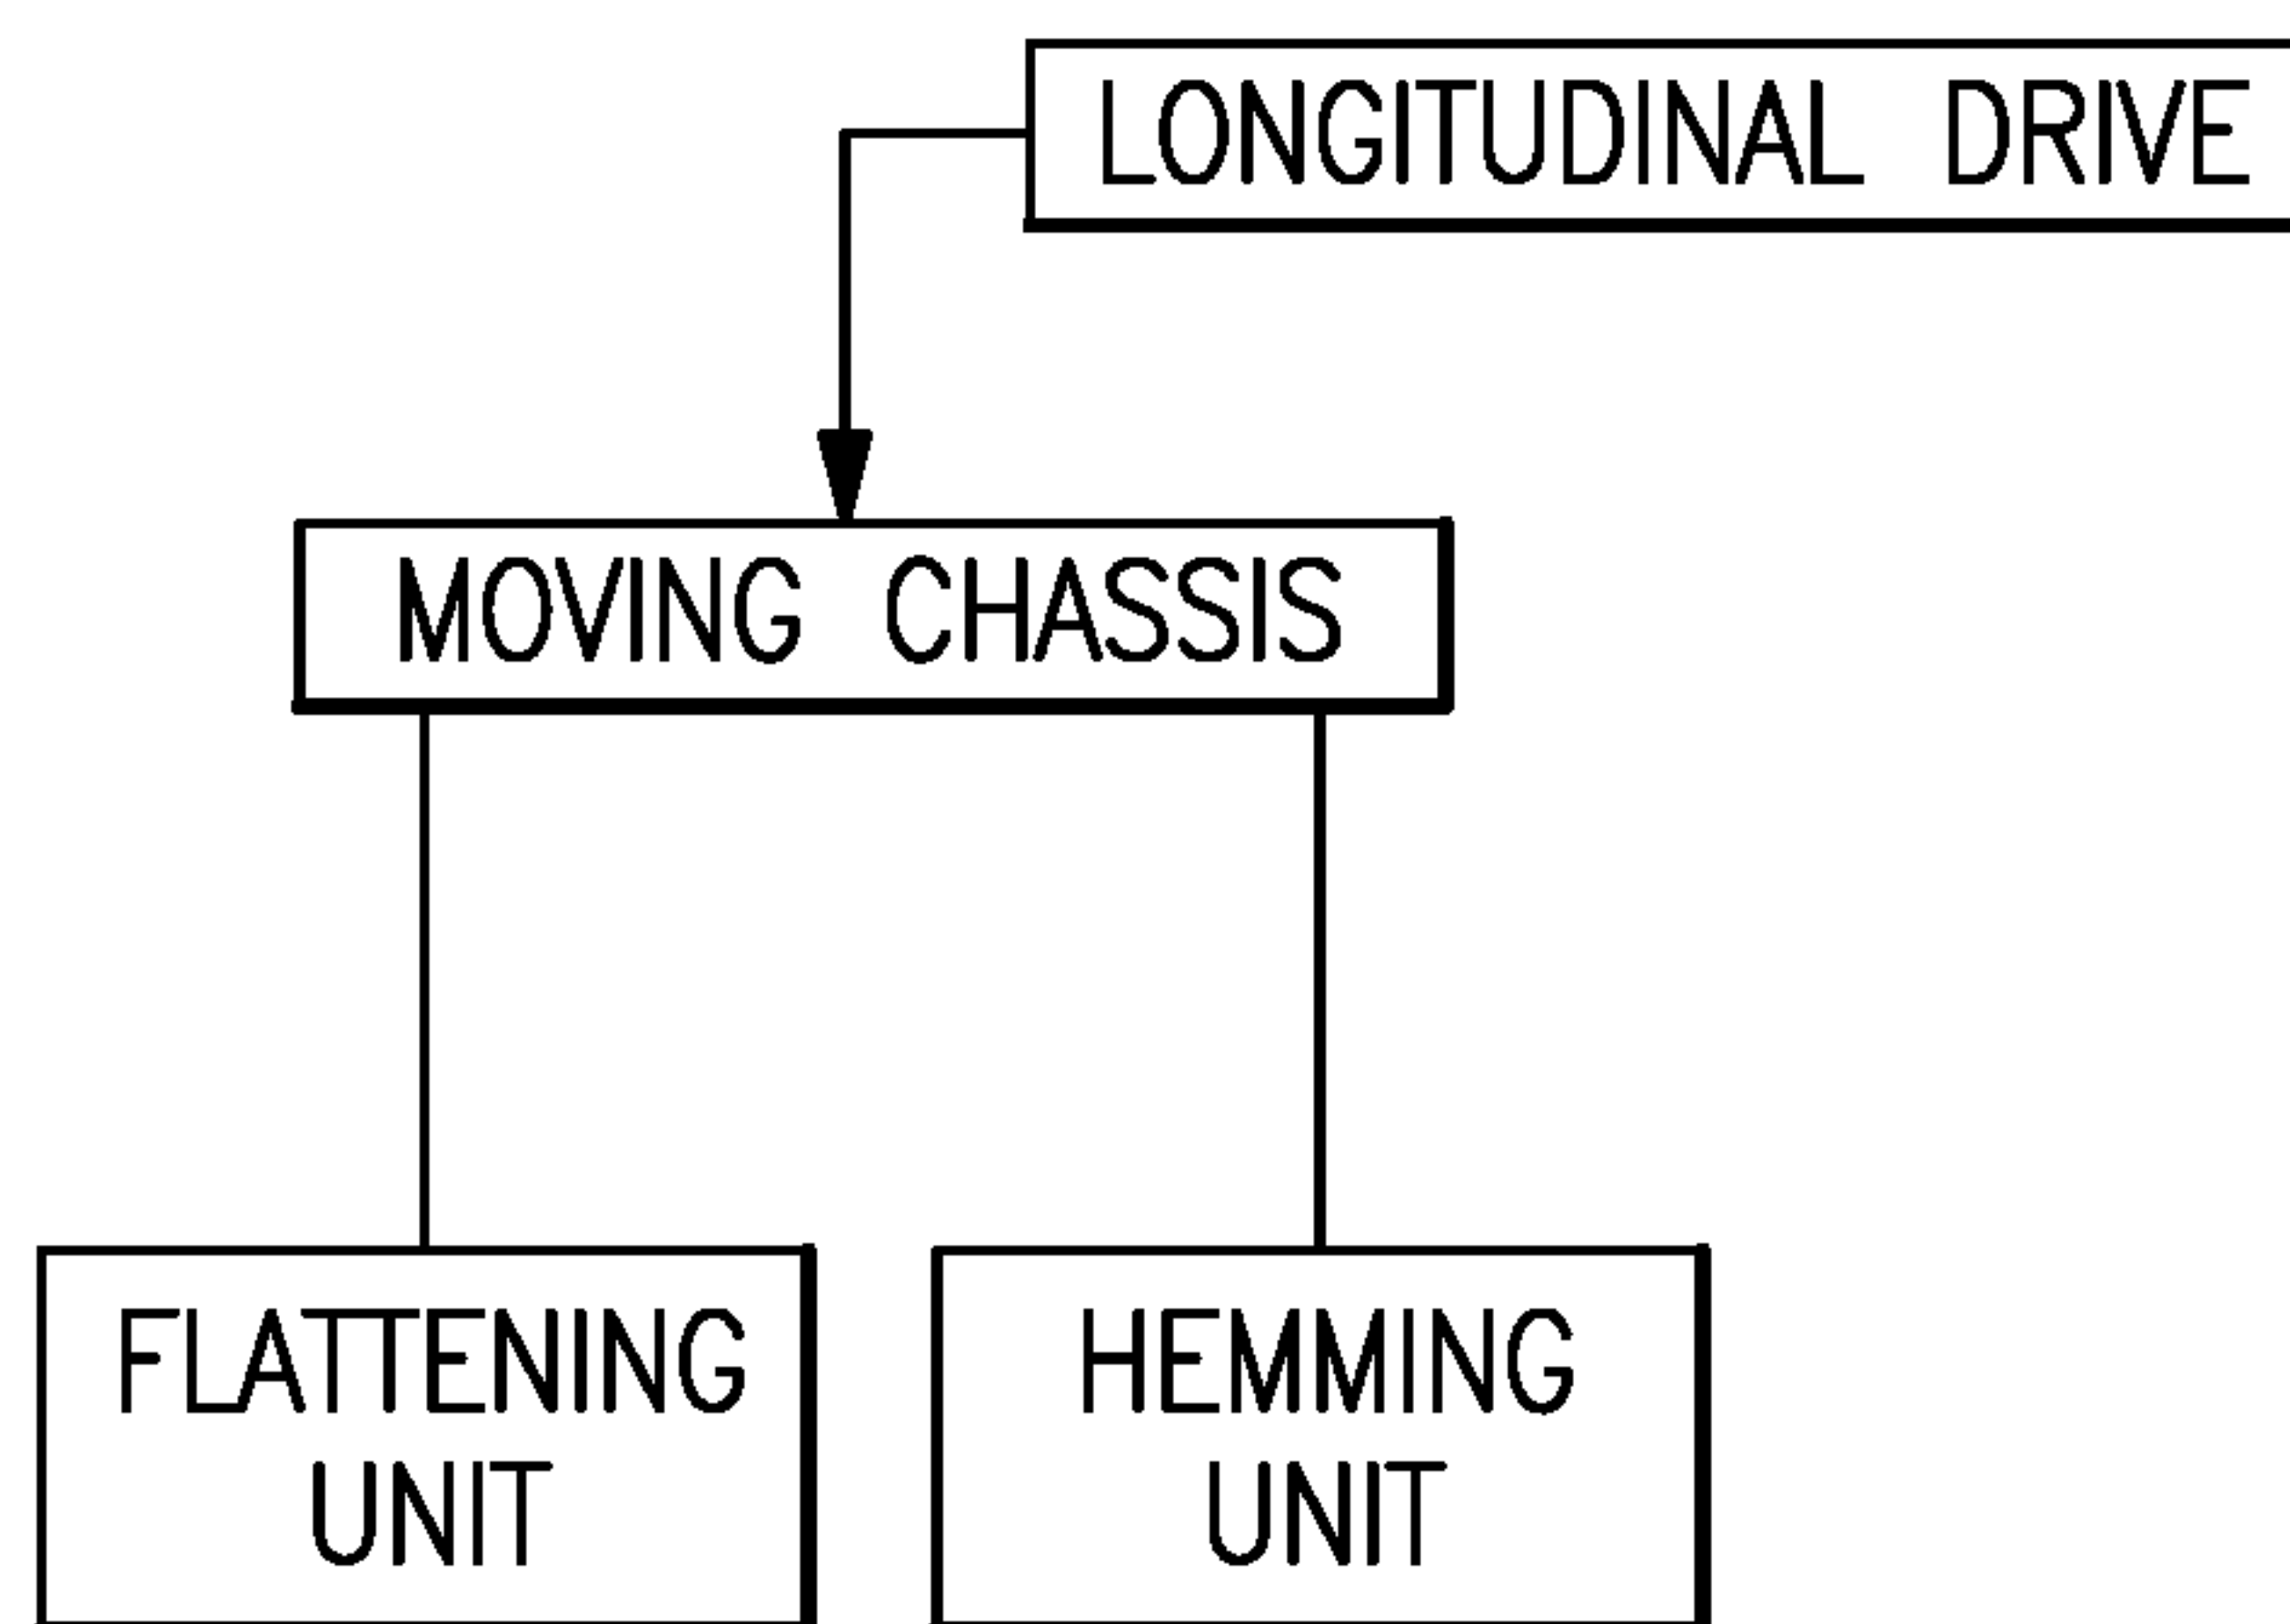 LONGITUDINAL DRIVE
MOVING CHASSIS
FLATTENING
UNIT
HEMMING
UNIT